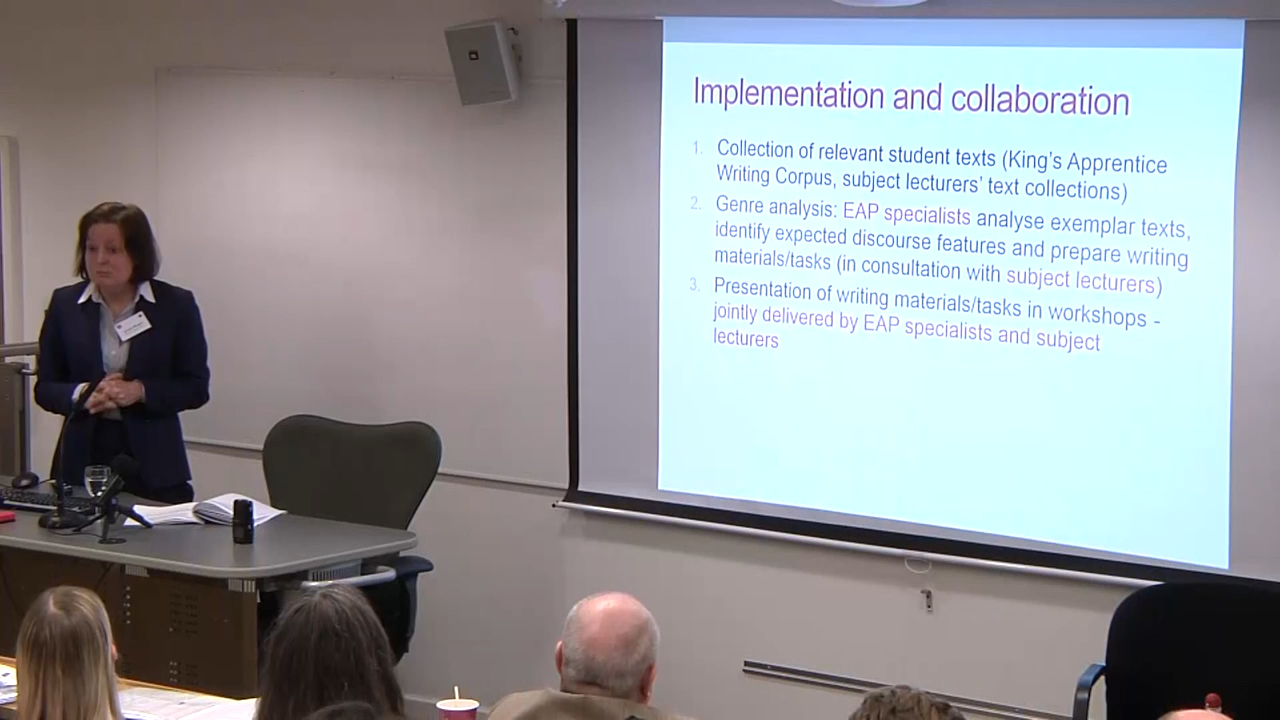 Implementation and collaboration
1. Collection of relevant student texts (King's Apprentice
Writing Corpus, subject lecturers' text collections)
2. Genre analysis: EAP specialists analyse exemplar texts,
identify expected discourse features and prepare writing
materials/tasks (in consultation with subject lecturers)
3. Presentation of writing materials/tasks in workshops -
jointly delivered by EAP specialists and subject
lecturers